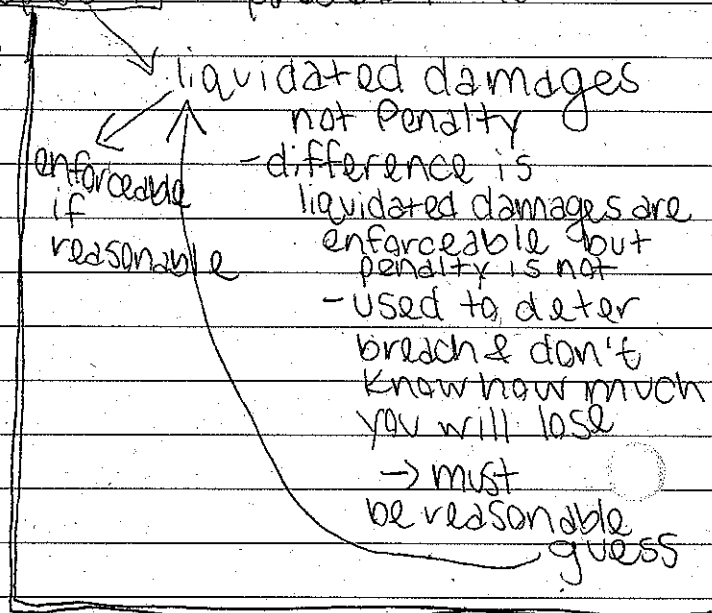 liquidated damages
not Penalty
enforceable
if
reasonable
-difference is
liquidated damages are
enforceable but
penalty is not
-used to deter
breach & don't
know how much
you will lose
-> must
be reasonable
guess